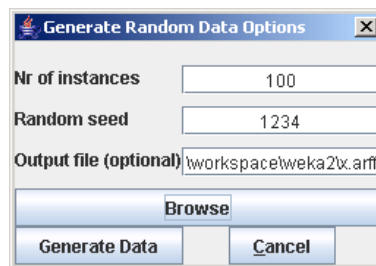 Generate Random Data Options
Nr of instances 100
Random seed 1234
Output file (optional) \workspace\weka2\x.arff
Browse
Generate Data Cancel